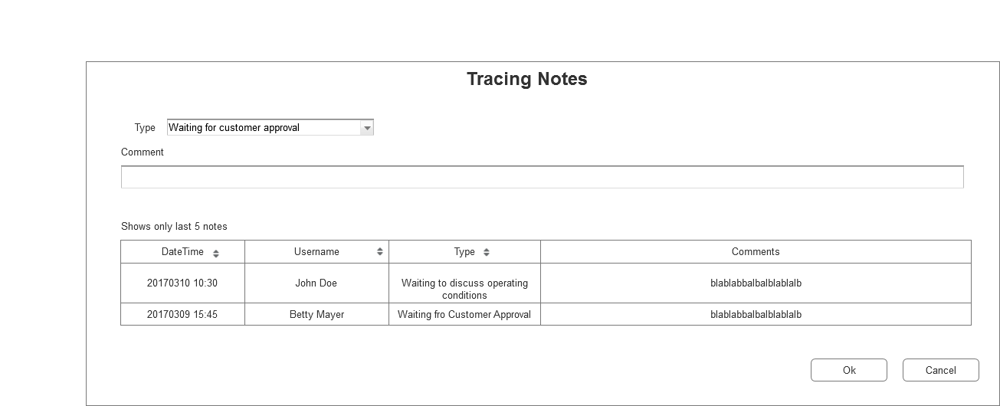 Tracing Notes
Type Waiting for customer approval
Comment
Shows only last 5 notes
DateTime Username Type Comments
20170310 10:30 John Doe Waiting to discuss operating conditions blablabbalbalblablalb
20170309 15:45 Betty Mayer Waiting fro Customer Approval blablabbalbalblablalb
Ok Cancel